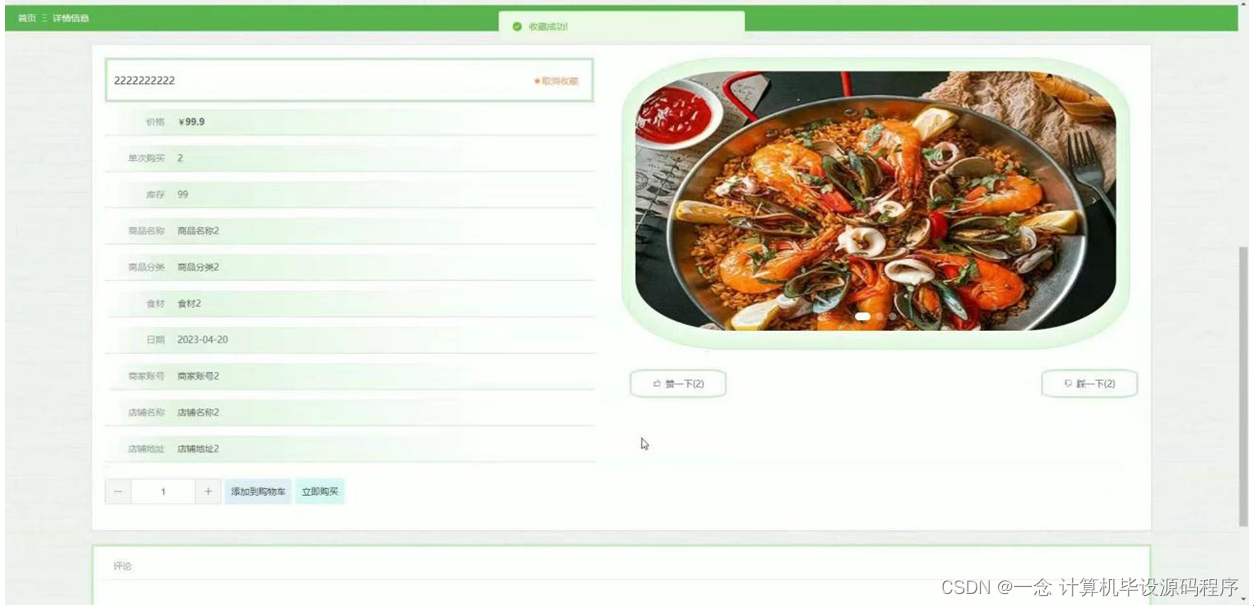 首页 Ξ 详情信息
收藏成功!
2222222222
★取消收藏
价格 ¥99.9
单次购买 2
库存 99
商品名称 商品名称2
商品分类 商品分类2
食材 食材2
日期 2023-04-20
商家账号 商家账号2
店铺名称 店铺名称2
店铺地址 店铺地址2
— 1 + 添加到购物车 立即购买
赞一下(2)
踩一下(2)
评论
CSDN @一念 计算机毕设源码程序